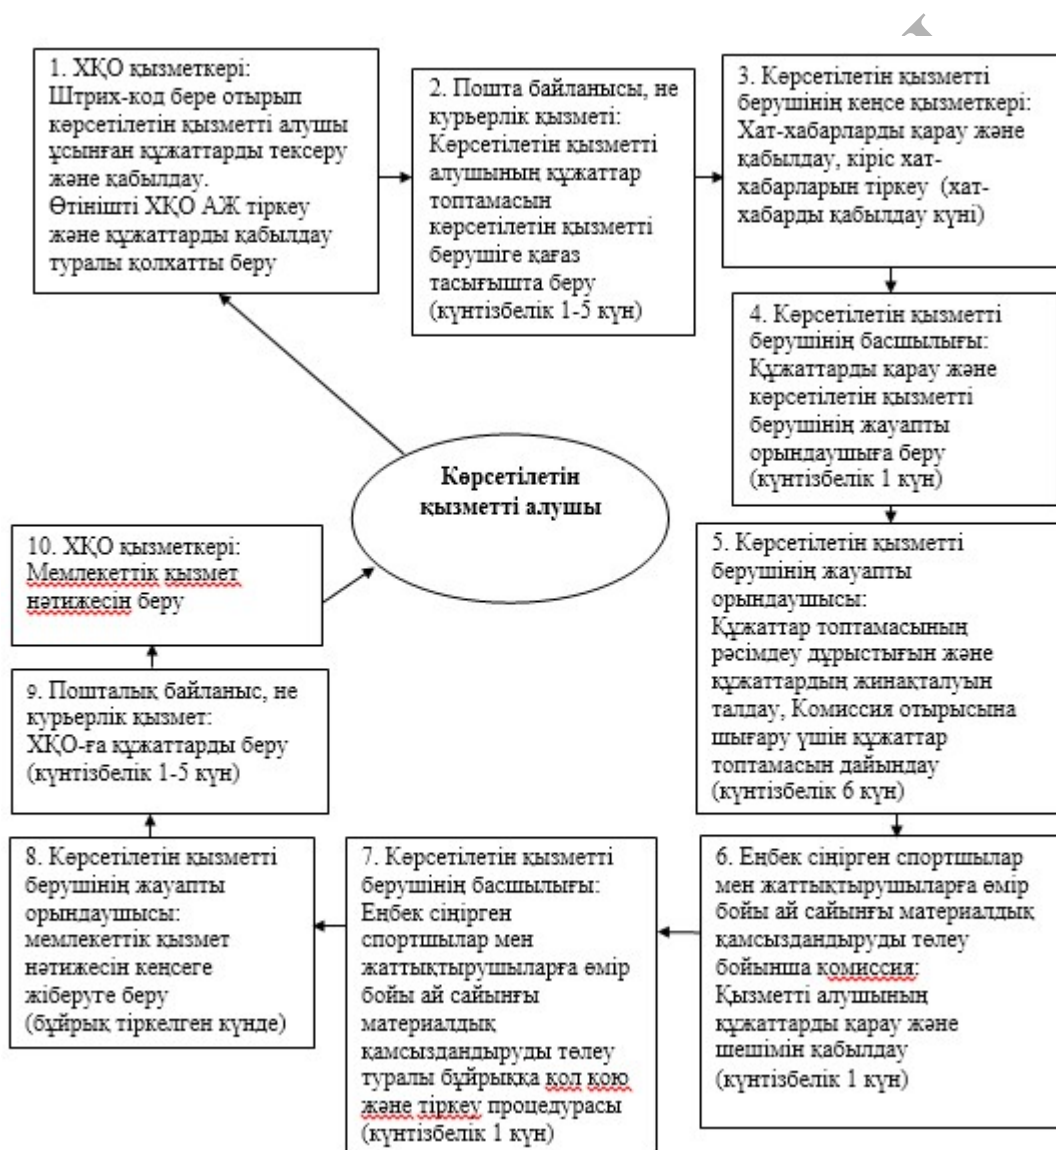 1. ХҚО қызметкері:
Штрих-код бере отырып
көрсетілетін қызметті алушы
ұсынған құжаттарды тексеру
және қабылдау.
Өтінішті ХҚО АЖ тіркеу
және құжаттарды қабылдау
туралы қолхатты беру
2. Пошта байланысы, не
курьерлік қызметі:
Көрсетілетін қызметті
алушының құжаттар
топтамасын
көрсетілетін қызметті
берушіге қағаз
тасығышта беру
(күнтізбелік 1-5 күн)
3. Көрсетілетін қызметті
берушінің кеңсе қызметкері:
Хат-хабарларды қарау және
қабылдау, кіріс хат-
хабарларын тіркеу (хат-
хабарды қабылдау күні)
4. Көрсетілетін қызметті
берушінің басшылығы:
Құжаттарды қарау және
көрсетілетін қызметті
берушінің жауапты
орындаушыға беру
(күнтізбелік 1 күн)
Көрсетілетін
қызметті алушы
5. Көрсетілетін қызметті
берушінің жауапты
орындаушысы:
Құжаттар топтамасының
рәсімдеу дұрыстығын және
құжаттардың жинақталуын
талдау, Комиссия отырысына
шығару үшін құжаттар
топтамасын дайындау
(күнтізбелік 6 күн)
6. Еңбек сіңірген спортшылар
мен жаттықтырушыларға өмір
бойы ай сайынғы материалдық
қамсыздандыруды төлеу
бойынша комиссия:
Қызметті алушының
құжаттарды қарау және
шешімін қабылдау
(күнтізбелік 1 күн)
7. Көрсетілетін қызметті
берушінің басшылығы:
Еңбек сіңірген
спортшылар мен
жаттықтырушыларға өмір
бойы ай сайынғы
материалдық
қамсыздандыруды төлеу
туралы бұйрыққа қол қою
және тіркеу процедурасы
(күнтізбелік 1 күн)
8. Көрсетілетін қызметті
берушінің жауапты
орындаушысы:
мемлекеттік қызмет
нәтижесін кеңсеге
жіберуге беру
(бұйрық тіркелген күнде)
9. Пошталық байланыс, не
курьерлік қызмет:
ХҚО-ға құжаттарды беру
(күнтізбелік 1-5 күн)
10. ХҚО қызметкері:
Мемлекеттік қызмет
нәтижесін беру